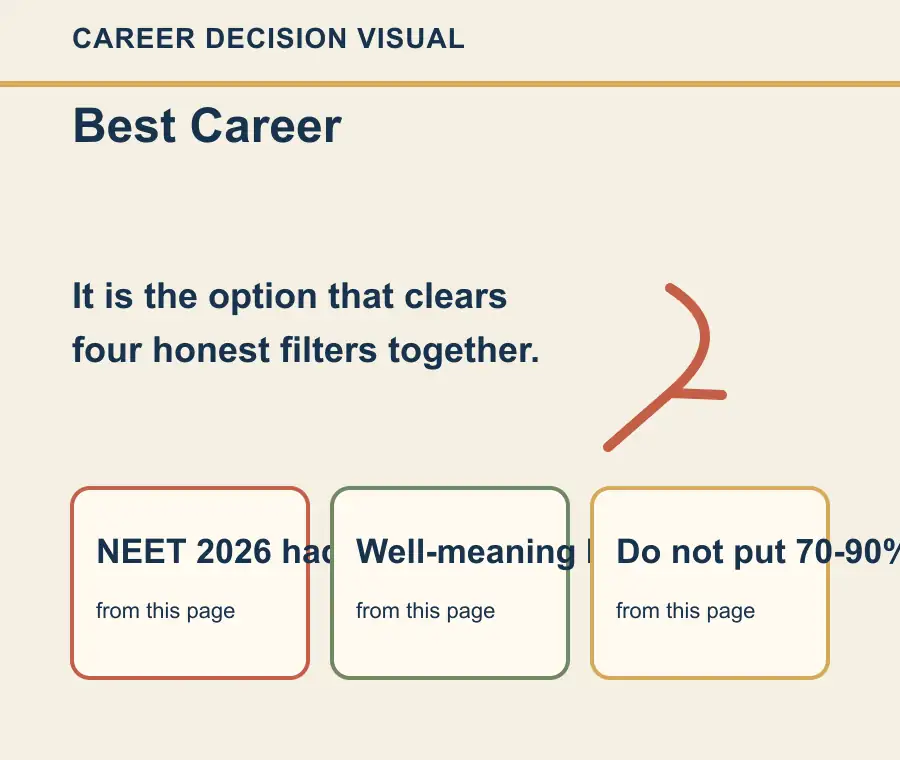 CAREER DECISION VISUAL
Best Career
It is the option that clears
four honest filters together.
NEET 2026 had
Well-meaning
Do not put 70-90%
from this page
from this page
from this page